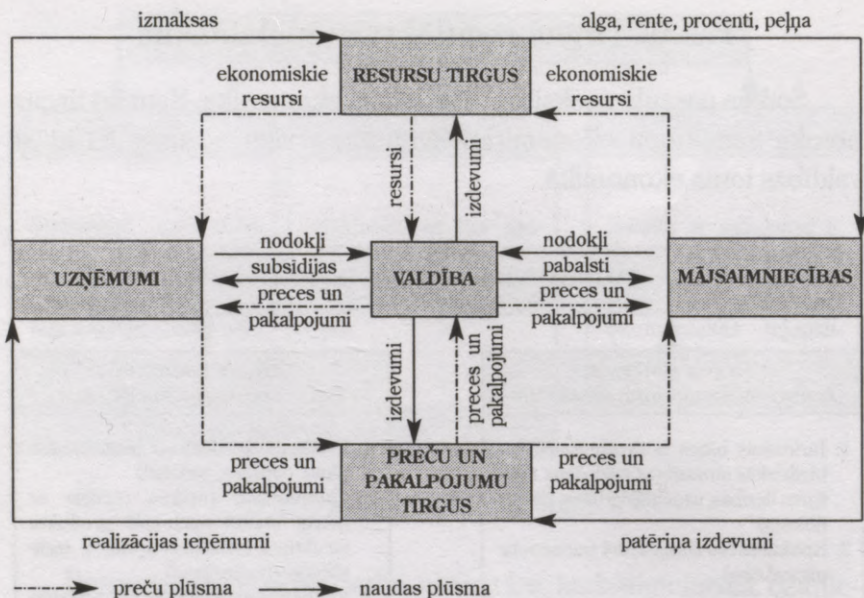 izmaksas
alga, rente, procenti, peļņa
RESURSU TIRGUS
ekonomiskie
resursi
ekonomiskie
resursi
resursi
izdevumi
UZŅĒMUMI
nodokļi
subsidijas
preces un
pakalpojumi
VALDĪBA
nodokļi
pabalsti
preces un
pakalpojumi
MĀJSAIMNIECĪBAS
izdevumi
preces un
pakalpojumi
preces un
pakalpojumi
PREČU UN
PAKALPOJUMU
TIRGUS
preces un
pakalpojumi
realizācijas ieņēmumi
patēriņa izdevumi
preču plūsma
naudas plūsma